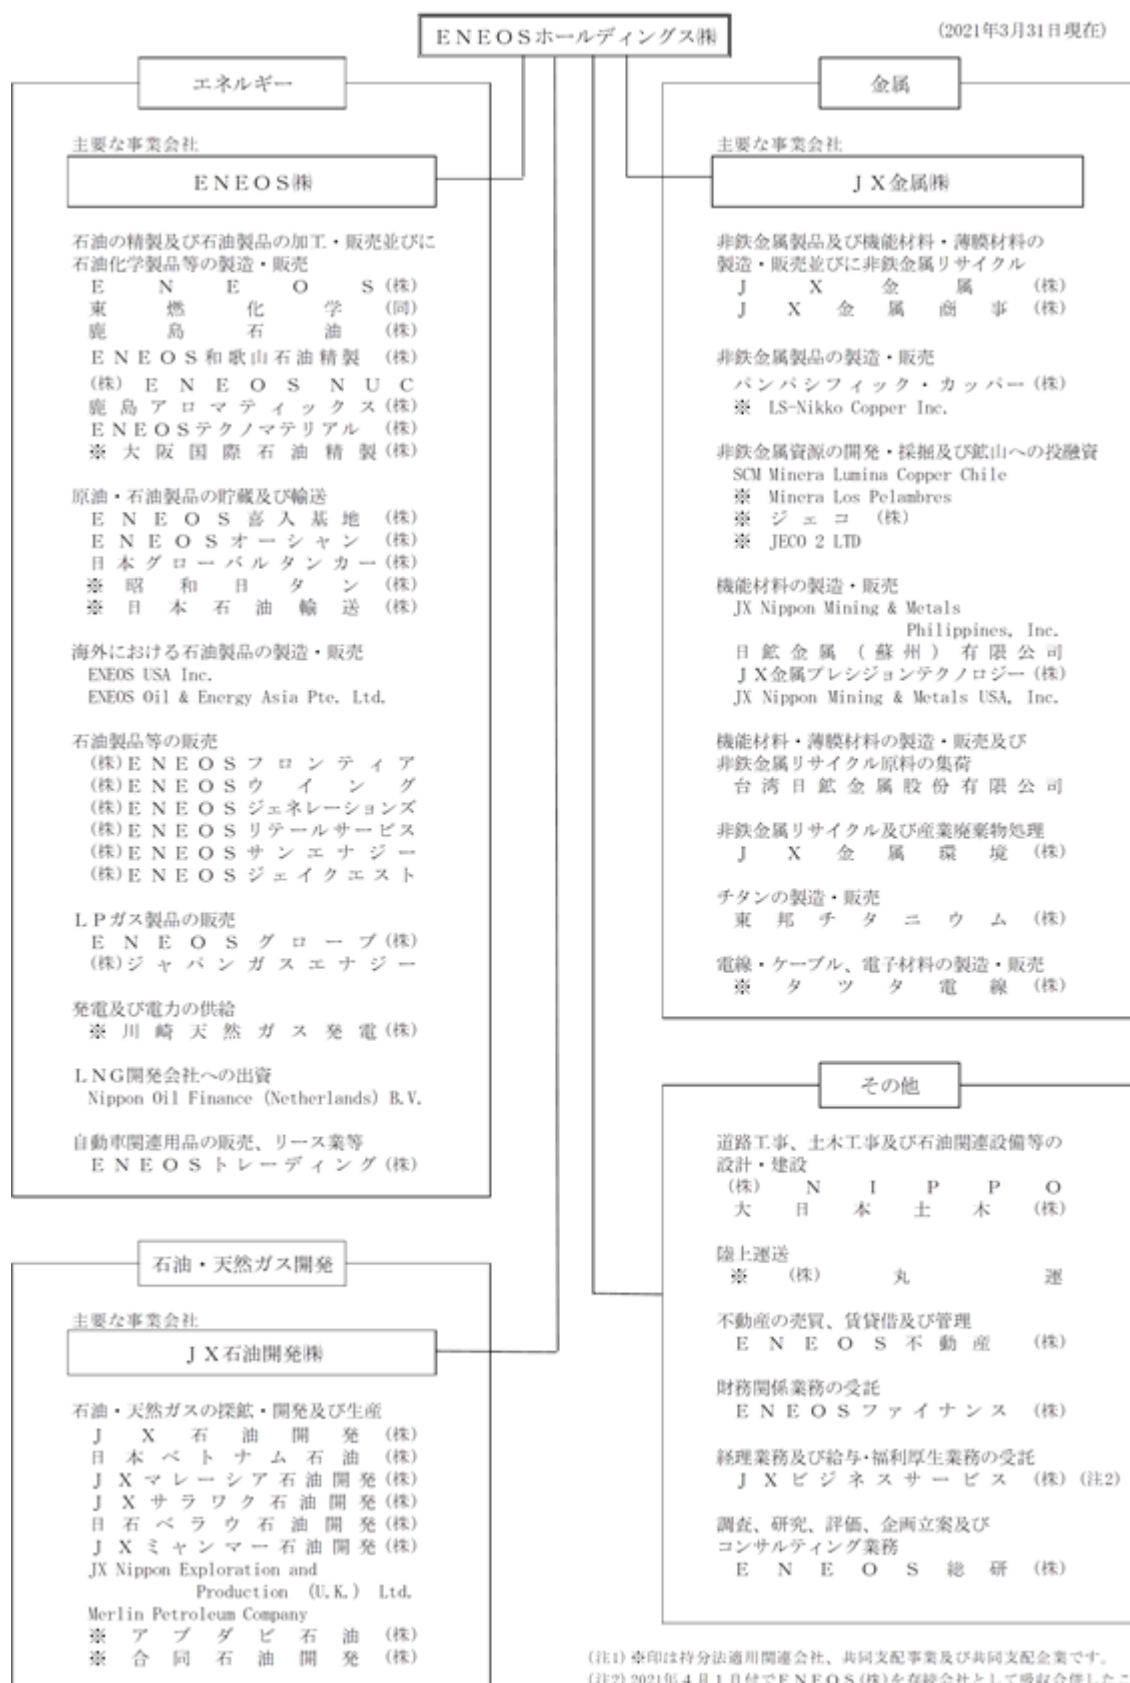 ENEOSホールディングス㈱
(2021年3月31日現在)
エネルギー
主要な事業会社
ENEOS㈱
石油の精製及び石油製品の加工・販売並びに
石油化学製品等の製造・販売
ENEOS(株)
東燃化学(同)
鹿島石油(株)
ENEOS和歌山石油精製(株)
(株)ENEOS NUC
鹿島アロマティックス(株)
ENEOSテクノマテリアル(株)
※大阪国際石油精製(株)
原油・石油製品の貯蔵及び輸送
ENEOS喜入基地(株)
ENEOSオーシャン(株)
日本グローバルタンカー(株)
※昭和日タン(株)
※日本石油輸送(株)
海外における石油製品の製造・販売
ENEOS USA Inc.
ENEOS Oil & Energy Asia Pte. Ltd.
石油製品等の販売
(株)ENEOSフロンティア
(株)ENEOSウイング
(株)ENEOSジェネレーションズ
(株)ENEOSリテールサービス
(株)ENEOSサンエナジー
(株)ENEOSジェイクエスト
LPガス製品の販売
ENEOSグローブ(株)
(株)ジャパンガスエナジー
発電及び電力の供給
※川崎天然ガス発電(株)
LNG開発会社への出資
Nippon Oil Finance (Netherlands) B.V.
自動車関連用品の販売、リース業等
ENEOSトレーディング(株)
石油・天然ガス開発
主要な事業会社
JX石油開発㈱
石油・天然ガスの探鉱・開発及び生産
JX石油開発(株)
日本ベトナム石油(株)
JXマレーシア石油開発(株)
JXサラワク石油開発(株)
日石ベラウ石油開発(株)
JXミャンマー石油開発(株)
JX Nippon Exploration and
Production (U.K.) Ltd.
Merlin Petroleum Company
※アブダビ石油(株)
※合同石油開発(株)
金属
主要な事業会社
JX金属㈱
非鉄金属製品及び機能材料・薄膜材料の
製造・販売並びに非鉄金属リサイクル
JX金属(株)
JX金属商事(株)
非鉄金属製品の製造・販売
パンパシフィック・カッパー(株)
※ LS-Nikko Copper Inc.
非鉄金属資源の開発・採掘及び鉱山への投融資
SCM Minera Lumina Copper Chile
※ Minera Los Pelambres
※ ジェコ(株)
※ JECO 2 LTD
機能材料の製造・販売
JX Nippon Mining & Metals
Philippines, Inc.
日鉱金属(蘇州)有限公司
JX金属プレシジョンテクノロジー(株)
JX Nippon Mining & Metals USA, Inc.
機能材料・薄膜材料の製造・販売及び
非鉄金属リサイクル原料の集荷
台湾日鉱金属股份有限公司
非鉄金属リサイクル及び産業廃棄物処理
JX金属環境(株)
チタンの製造・販売
東邦チタニウム(株)
電線・ケーブル、電子材料の製造・販売
※タツタ電線(株)
その他
道路工事、土木工事及び石油関連設備等の
設計・建設
(株)NIPPO
大日本土木(株)
陸上運送
※(株)丸運
不動産の売買、賃貸借及び管理
ENEOS不動産(株)
財務関係業務の受託
ENEOSファイナンス(株)
経理業務及び給与・福利厚生業務の受託
JXビジネスサービス(株)(注2)
調査、研究、評価、企画立案及び
コンサルティング業務
ENEOS総研(株)
(注1) ※印は持分法適用関連会社、共同支配事業及び共同支配企業です。
(注2) 2021年4月1日付でENEOS(株)を存続会社として吸収合併したこ